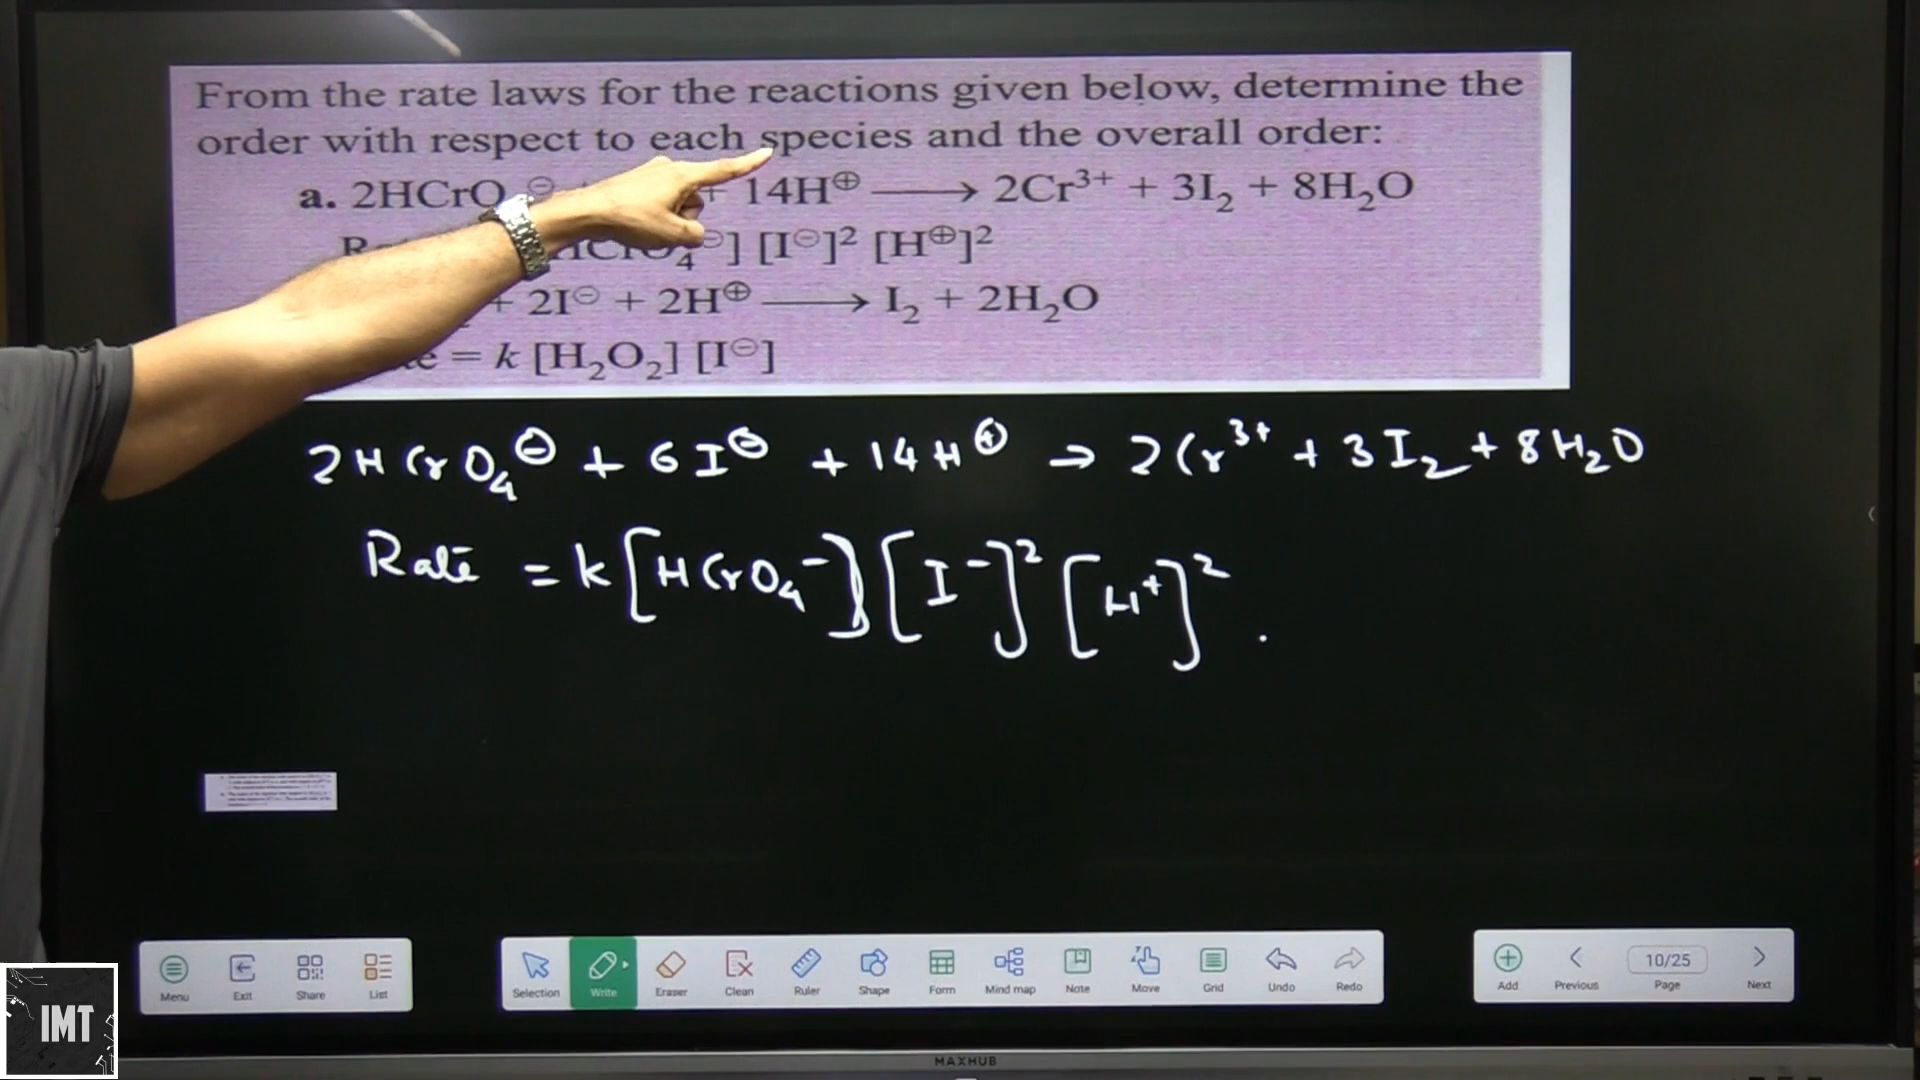 From the rate laws for the reactions given below, determine the
order with respect to each species and the overall order:
a. 2HCrO ⊖ + 14H⊕ ⟶ 2Cr³⁺ + 3I₂ + 8H₂O
₄⊖] [I⊖]² [H⊕]²
+ 2I⊖ + 2H⊕ ⟶ I₂ + 2H₂O
= k [H₂O₂] [I⊖]
2HCrO₄⊖ + 6I⊖ + 14H⊕ → 2Cr³⁺ + 3I₂ + 8H₂O
Rate = k[HCrO₄⁻][I⁻]²[H⁺]².
Menu Exit Share List
Selection Write Eraser Clean Ruler Shape Form Mind map Note Move Grid Undo Redo
Add Previous 10/25 Page Next
IMT
MAXHUB